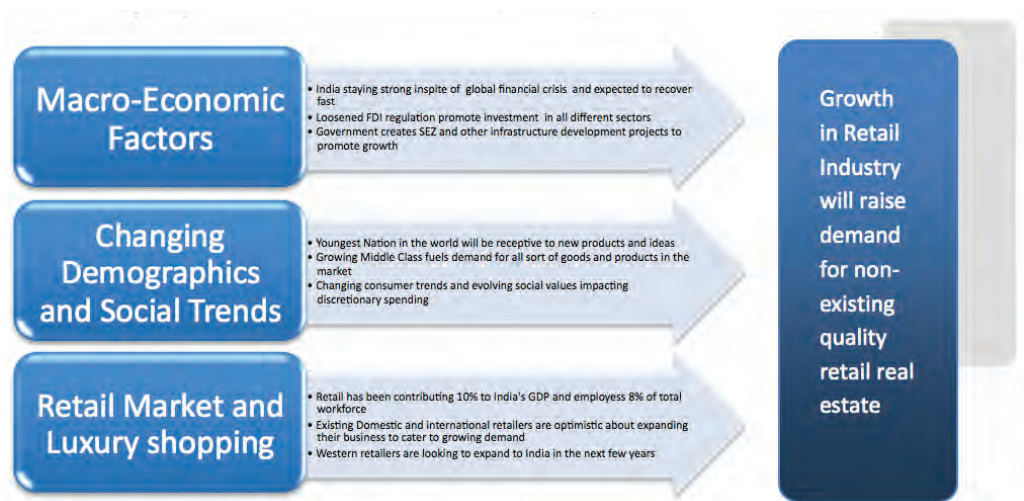 Macro-Economic
Factors
• India staying strong inspite of global financial crisis and expected to recover
fast
• Loosened FDI regulation promote investment in all different sectors
• Government creates SEZ and other infrastructure development projects to
promote growth
Changing
Demographics
and Social Trends
• Youngest Nation in the world will be receptive to new products and ideas
• Growing Middle Class fuels demand for all sort of goods and products in the
market
• Changing consumer trends and evolving social values impacting
discretionary spending
Retail Market and
Luxury shopping
• Retail has been contributing 10% to India's GDP and employess 8% of total
workforce
• Existing Domestic and international retailers are optimistic about expanding
their business to cater to growing demand
• Western retailers are looking to expand to India in the next few years
Growth
in Retail
Industry
will raise
demand
for non-
existing
quality
retail real
estate